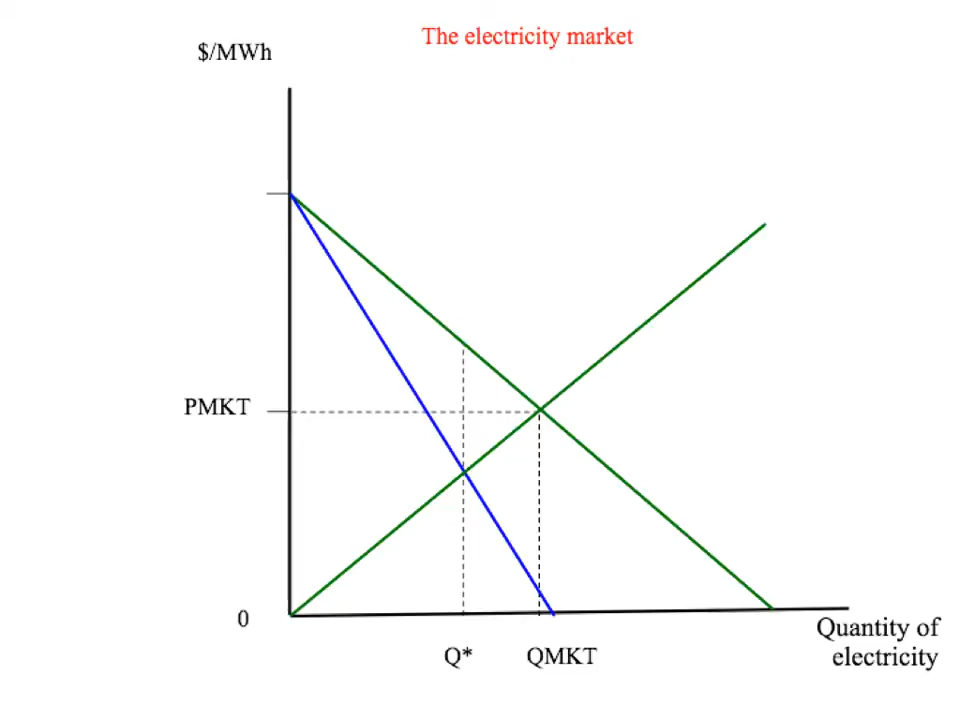 The electricity market
$/MWh
PMKT
0
Q*
QMKT
Quantity of
electricity